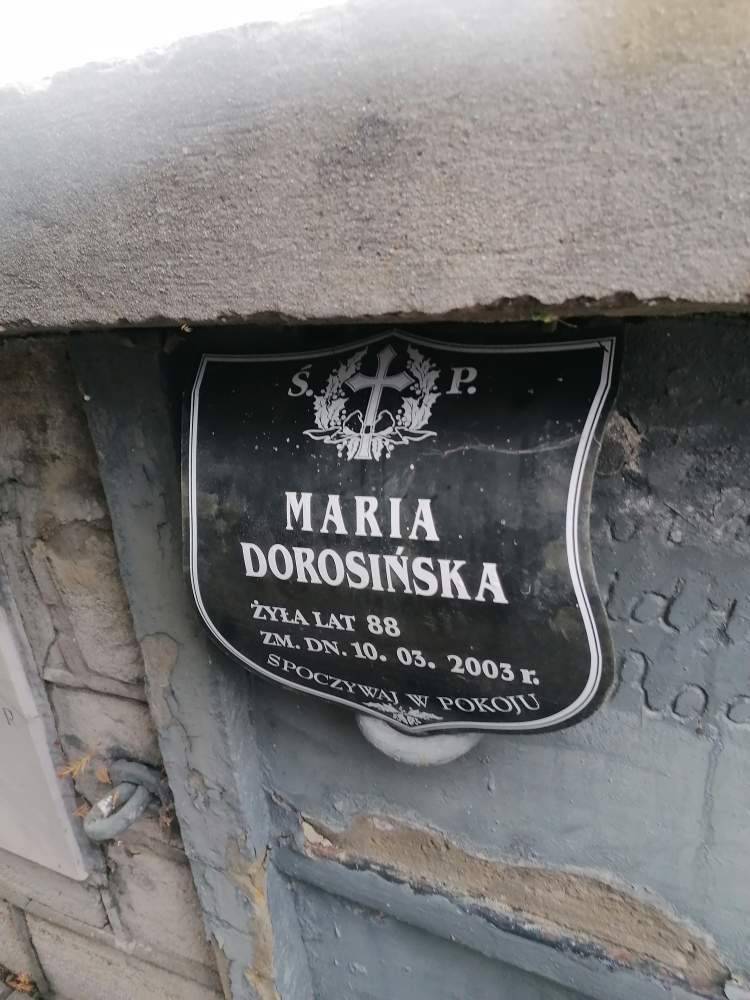 Ś. P.
MARIA
DOROSIŃSKA
ŻYŁA LAT 88
ZM. DN. 10. 03. 2003 r.
SPOCZYWAJ W POKOJU